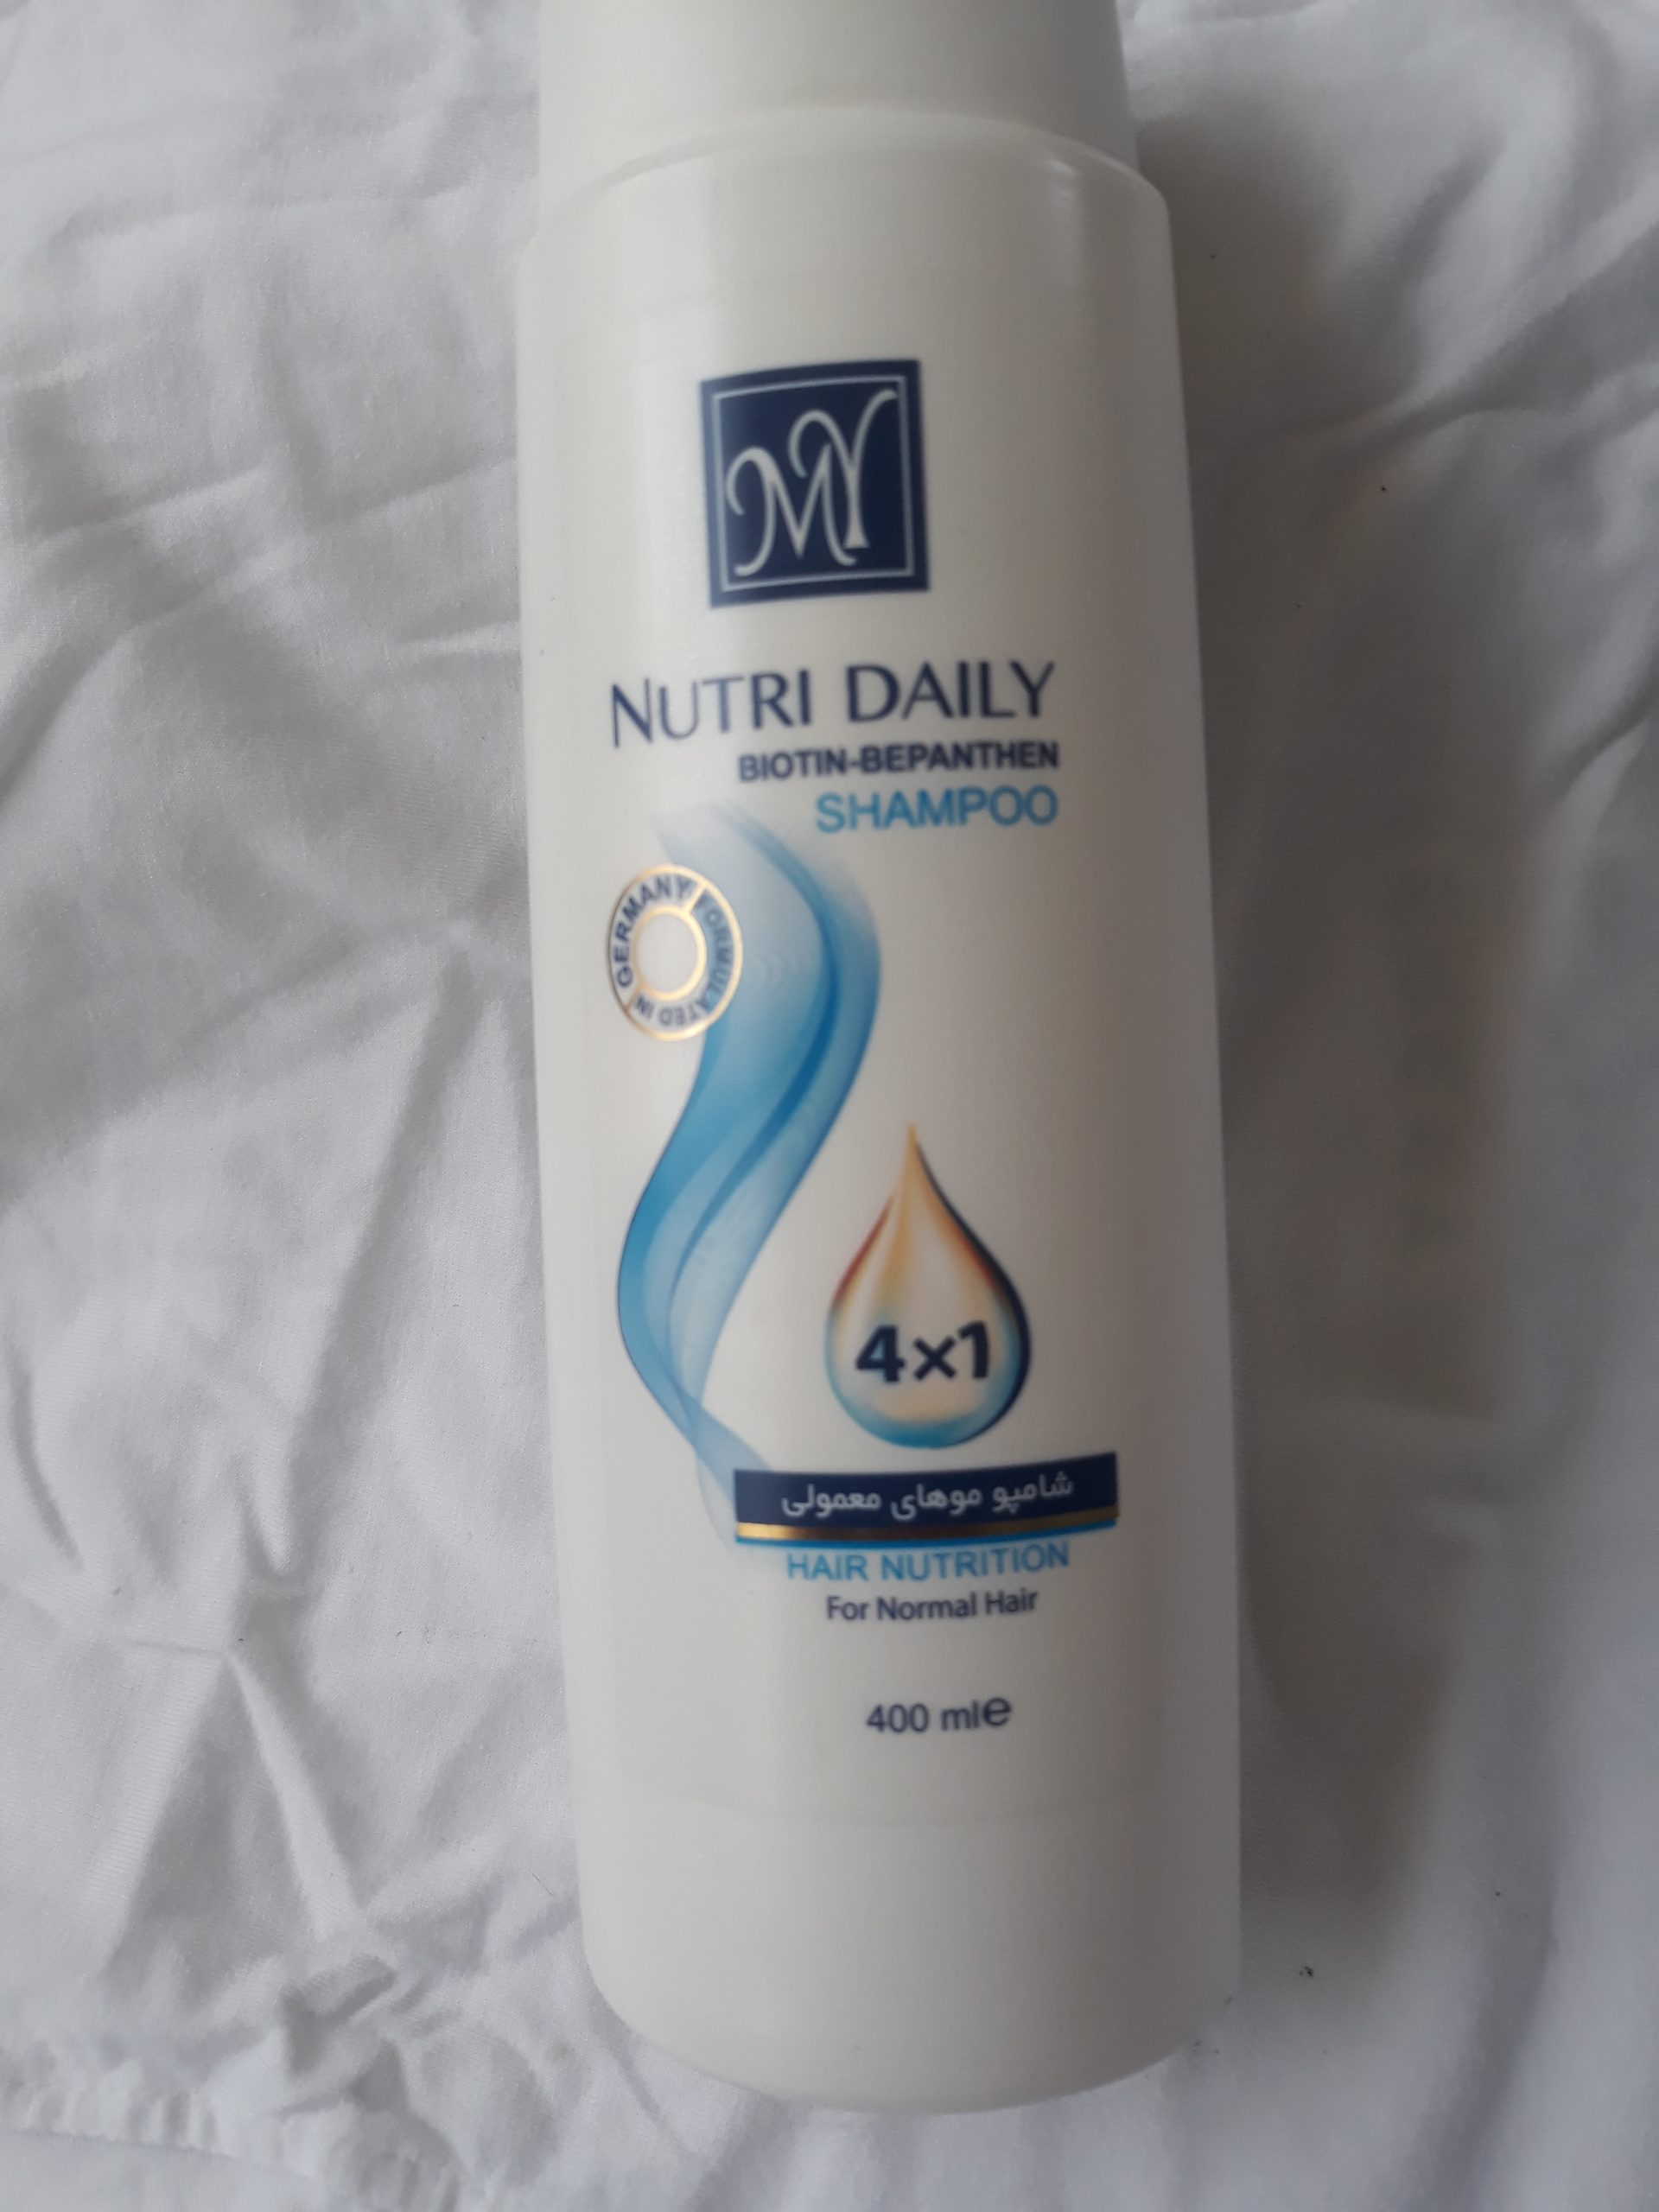 MY
NUTRI DAILY
BIOTIN-BEPANTHEN
SHAMPOO
FORMULATED IN GERMANY
4×1
شامپو موهای معمولی
HAIR NUTRITION
For Normal Hair
400 ml℮